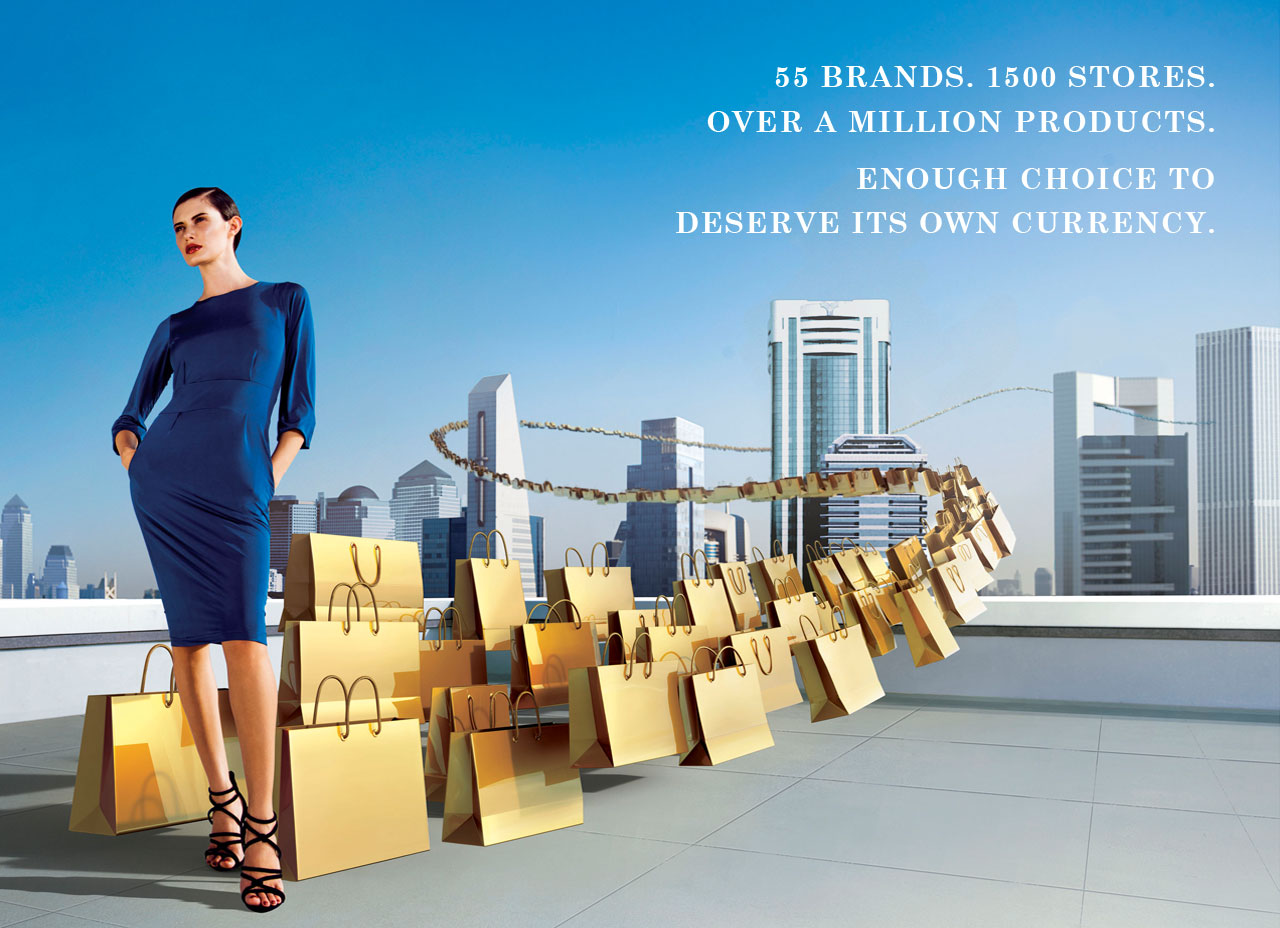 55 BRANDS. 1500 STORES.
OVER A MILLION PRODUCTS.
ENOUGH CHOICE TO
DESERVE ITS OWN CURRENCY.